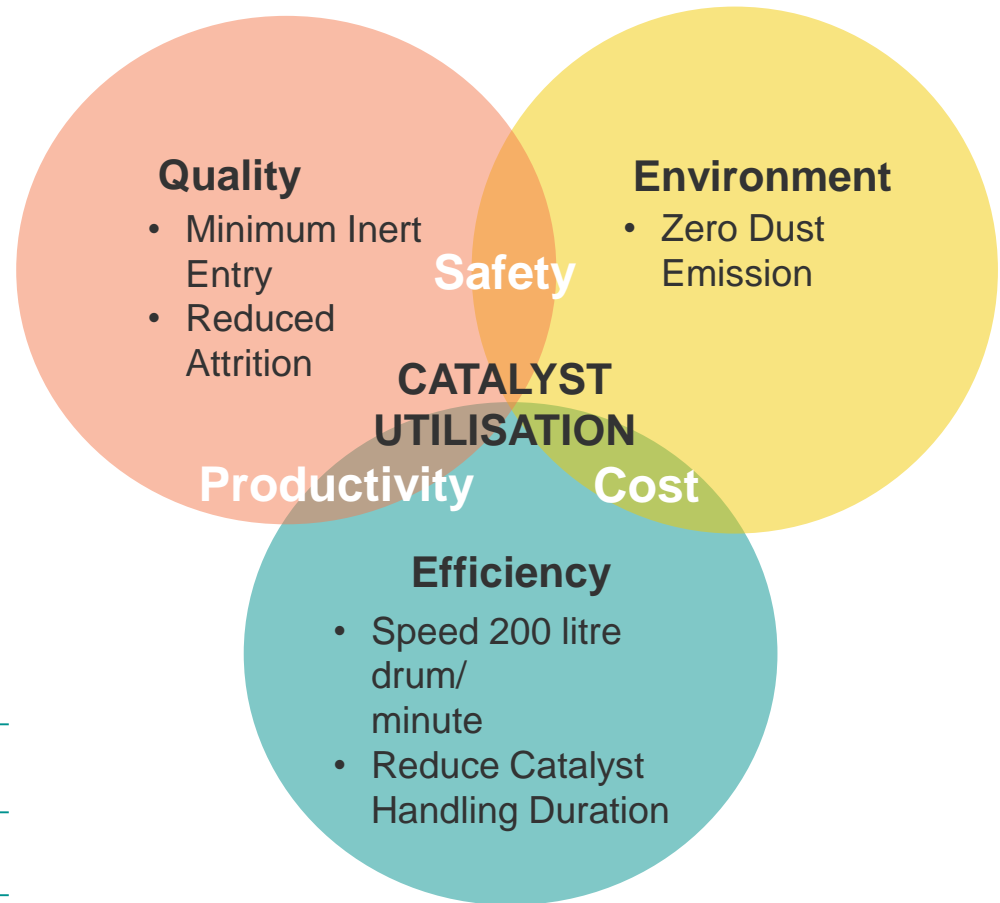 Quality
• Minimum Inert
Entry
• Reduced
Attrition
Environment
• Zero Dust
Emission
Safety
CATALYST
UTILISATION
Productivity
Cost
Efficiency
• Speed 200 litre
drum/
minute
• Reduce Catalyst
Handling Duration